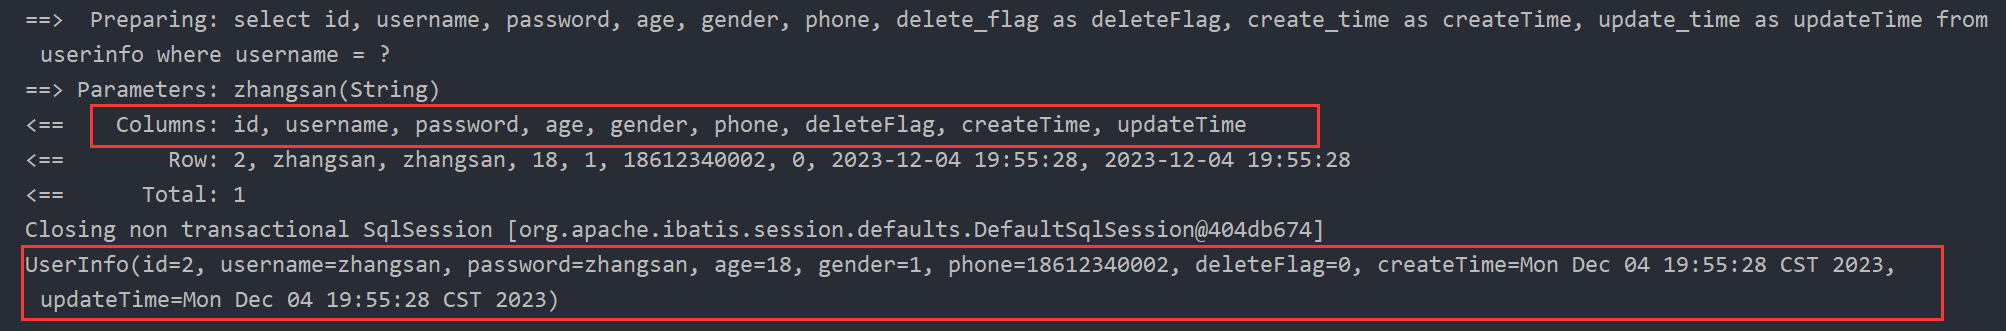 ==>  Preparing: select id, username, password, age, gender, phone, delete_flag as deleteFlag, create_time as createTime, update_time as updateTime from
userinfo where username = ?
==> Parameters: zhangsan(String)
<==    Columns: id, username, password, age, gender, phone, deleteFlag, createTime, updateTime
<==        Row: 2, zhangsan, zhangsan, 18, 1, 18612340002, 0, 2023-12-04 19:55:28, 2023-12-04 19:55:28
<==      Total: 1
Closing non transactional SqlSession [org.apache.ibatis.session.defaults.DefaultSqlSession@404db674]
UserInfo(id=2, username=zhangsan, password=zhangsan, age=18, gender=1, phone=18612340002, deleteFlag=0, createTime=Mon Dec 04 19:55:28 CST 2023,
updateTime=Mon Dec 04 19:55:28 CST 2023)